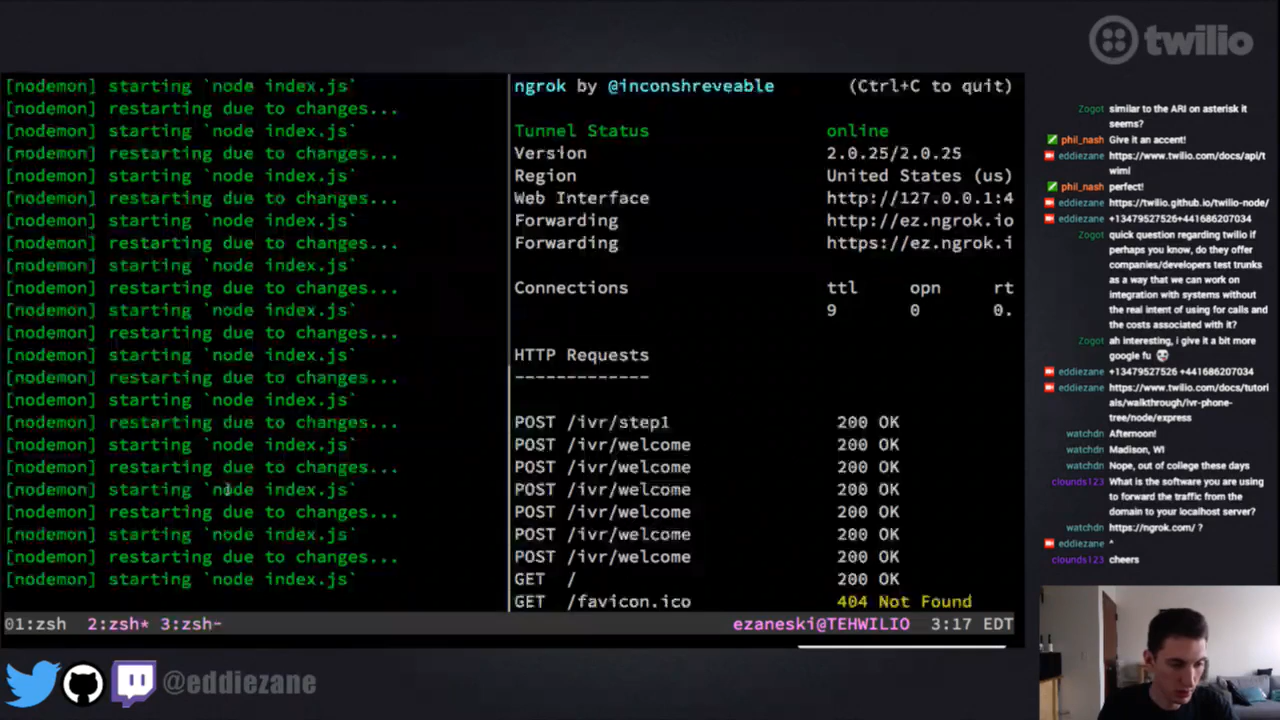 twilio
[nodemon] starting `node index.js`
[nodemon] restarting due to changes...
[nodemon] starting `node index.js`
[nodemon] restarting due to changes...
[nodemon] starting `node index.js`
[nodemon] restarting due to changes...
[nodemon] starting `node index.js`
[nodemon] restarting due to changes...
[nodemon] starting `node index.js`
[nodemon] restarting due to changes...
[nodemon] starting `node index.js`
[nodemon] restarting due to changes...
[nodemon] starting `node index.js`
[nodemon] restarting due to changes...
[nodemon] starting `node index.js`
[nodemon] restarting due to changes...
[nodemon] starting `node index.js`
[nodemon] restarting due to changes...
[nodemon] starting `node index.js`
[nodemon] restarting due to changes...
[nodemon] starting `node index.js`
[nodemon] restarting due to changes...
[nodemon] starting `node index.js`
ngrok by @inconshreveable (Ctrl+C to quit)
Tunnel Status online
Version 2.0.25/2.0.25
Region United States (us)
Web Interface http://127.0.0.1:4
Forwarding http://ez.ngrok.io
Forwarding https://ez.ngrok.i
Connections ttl opn rt
9 0 0.
HTTP Requests
-------------
POST /ivr/step1 200 OK
POST /ivr/welcome 200 OK
POST /ivr/welcome 200 OK
POST /ivr/welcome 200 OK
POST /ivr/welcome 200 OK
POST /ivr/welcome 200 OK
POST /ivr/welcome 200 OK
GET / 200 OK
GET /favicon.ico 404 Not Found
01:zsh 2:zsh* 3:zsh- ezaneski@TEHWILIO 3:17 EDT
Zogot similar to the ARI on asterisk it
seems?
phil_nash Give it an accent!
eddiezane https://www.twilio.com/docs/api/t
wiml
phil_nash perfect!
eddiezane https://twilio.github.io/twilio-node/
eddiezane +13479527526+441686207034
Zogot quick question regarding twilio if
perhaps you know, do they offer
companies/developers test trunks
as a way that we can work on
integration with systems without
the real intent of using for calls and
the costs associated with it?
Zogot ah interesting, i give it a bit more
google fu
eddiezane +13479527526 +441686207034
eddiezane https://www.twilio.com/docs/tutori
als/walkthrough/ivr-phone-
tree/node/express
watchdn Afternoon!
watchdn Madison, WI
watchdn Nope, out of college these days
clounds123 What is the software you are using
to forward the traffic from the
domain to your localhost server?
watchdn https://ngrok.com/ ?
eddiezane ^
clounds123 cheers
@eddiezane